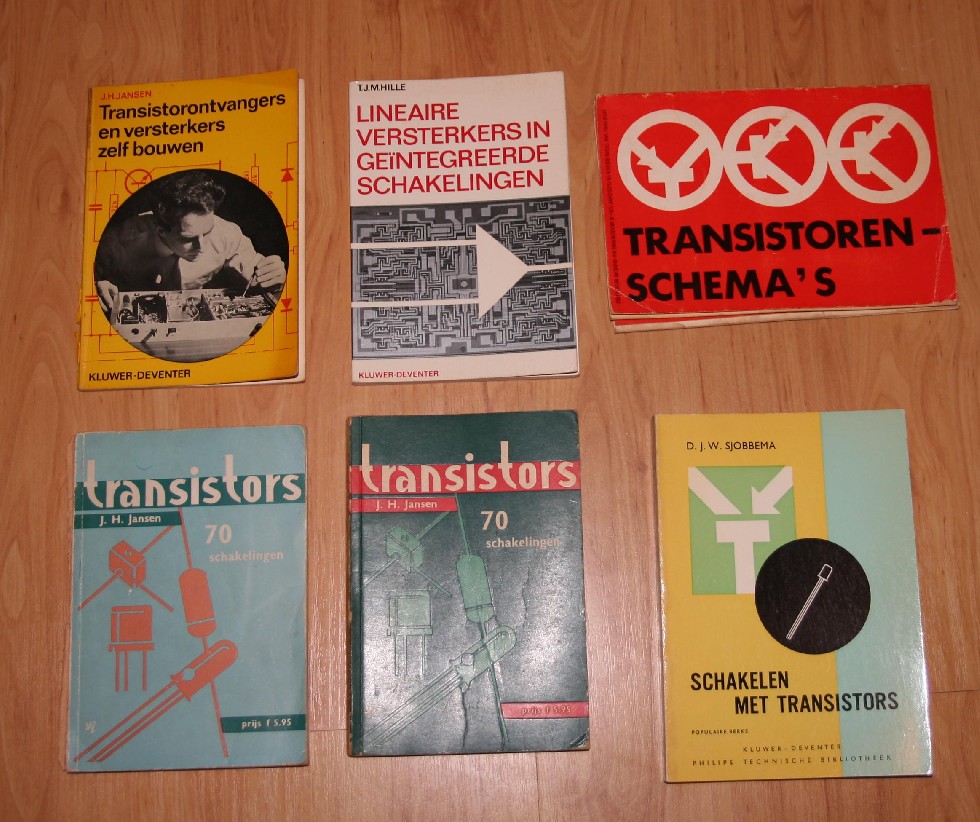 J.H.JANSEN
Transistorontvangers
en versterkers
zelf bouwen
KLUWER-DEVENTER
T.J.M.HILLE
LINEAIRE
VERSTERKERS IN
GEÏNTEGREERDE
SCHAKELINGEN
KLUWER-DEVENTER
TRANSISTOREN-
SCHEMA'S
transistors
J. H. Jansen
70
schakelingen
prijs f 5.95
transistors
J. H. Jansen
70
schakelingen
prijs f 5.95
D. J. W. SJOBBEMA
SCHAKELEN
MET TRANSISTORS
POPULAIRE REEKS
KLUWER-DEVENTER
PHILIPS TECHNISCHE BIBLIOTHEEK